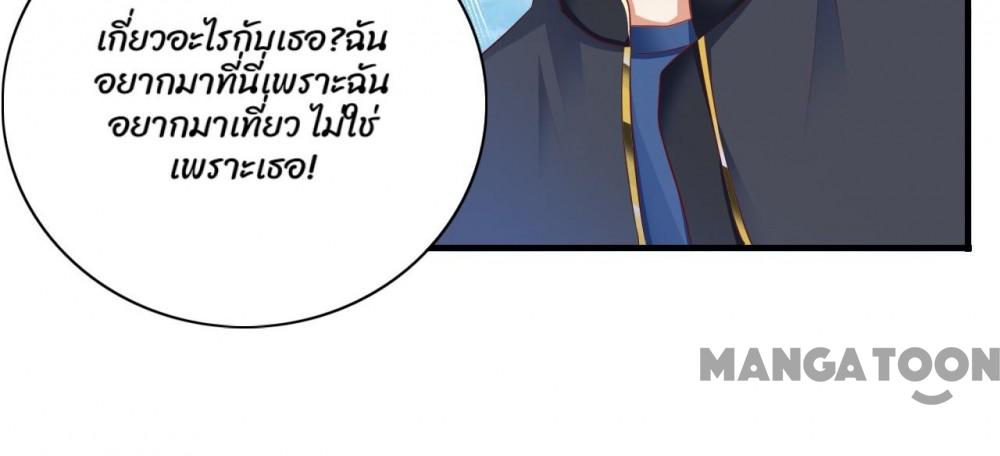 เกี่ยวอะไรกับเธอ?ฉัน
อยากมาที่นี่เพราะฉัน
อยากมาเที่ยว ไม่ใช่
เพราะเธอ!
MANGATOON